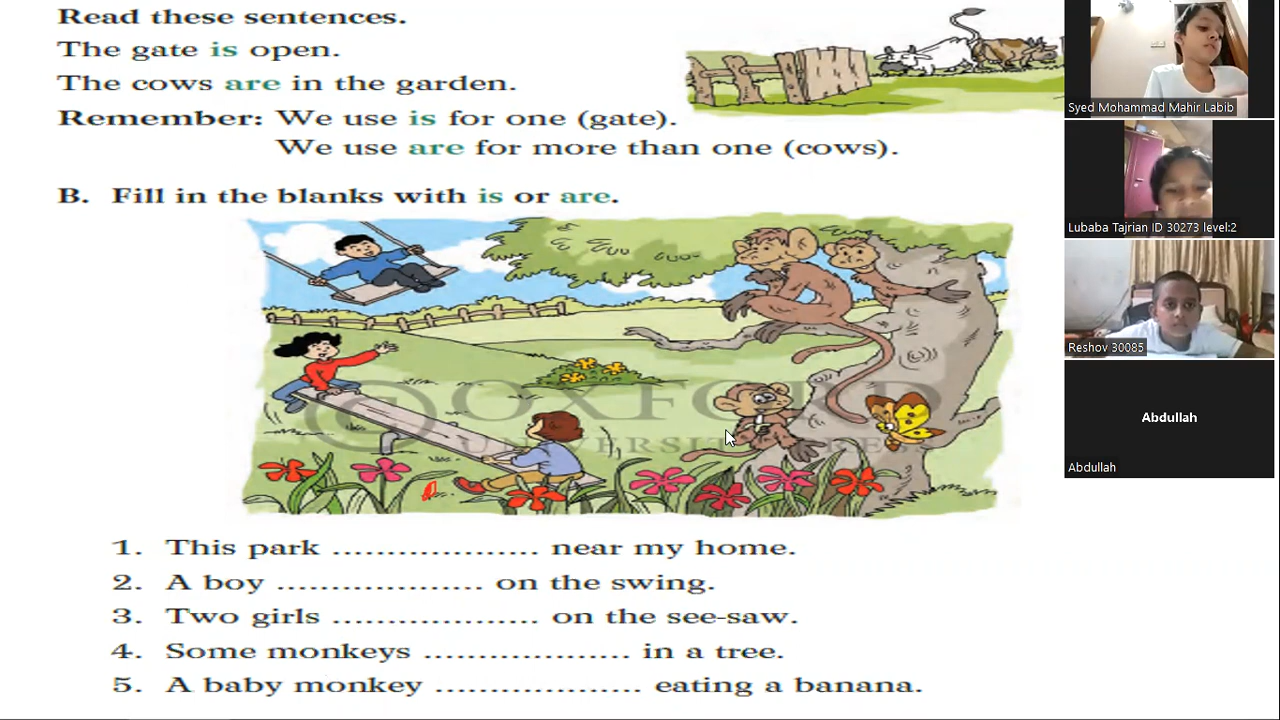 Read these sentences.
The gate is open.
The cows are in the garden.
Remember: We use is for one (gate).
We use are for more than one (cows).
B. Fill in the blanks with is or are.
© OXFORD
UNIVERSITY PRESS
1. This park ................... near my home.
2. A boy ................... on the swing.
3. Two girls ................... on the see-saw.
4. Some monkeys ................... in a tree.
5. A baby monkey ................... eating a banana.
Syed Mohammad Mahir Labib
Lubaba Tajrian ID 30273 level:2
Reshov 30085
Abdullah
Abdullah